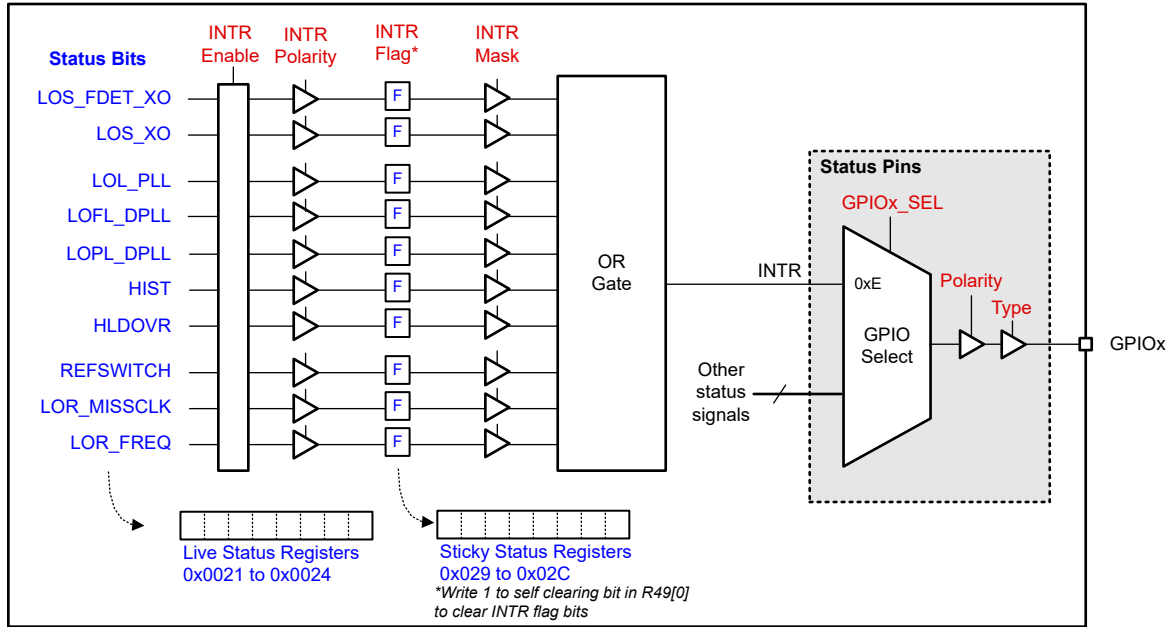 INTR
Enable
INTR
Polarity
INTR
Flag*
INTR
Mask
Status Bits
LOS_FDET_XO
LOS_XO
LOL_PLL
LOFL_DPLL
LOPL_DPLL
HIST
HLDOVR
REFSWITCH
LOR_MISSCLK
LOR_FREQ
F
F
F
F
F
F
F
F
F
F
OR
Gate
INTR
Status Pins
GPIOx_SEL
0xE
GPIO
Select
Polarity
Type
GPIOx
Other
status
signals
Live Status Registers
0x0021 to 0x0024
Sticky Status Registers
0x029 to 0x02C
*Write 1 to self clearing bit in R49[0]
to clear INTR flag bits